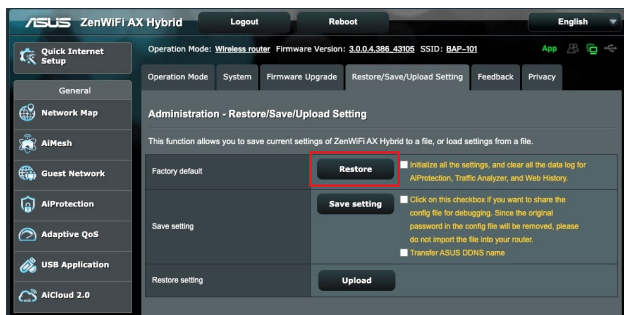 ASUS ZenWiFi AX Hybrid Logout Reboot English
Quick Internet Setup
Operation Mode: Wireless router Firmware Version: 3.0.0.4.386_43105 SSID: BAP-101 App
Operation Mode System Firmware Upgrade Restore/Save/Upload Setting Feedback Privacy
General
Network Map
AiMesh
Guest Network
AiProtection
Adaptive QoS
USB Application
AiCloud 2.0
Administration - Restore/Save/Upload Setting
This function allows you to save current settings of ZenWiFi AX Hybrid to a file, or load settings from a file.
Factory default
Restore
Initialize all the settings, and clear all the data log for
AiProtection, Traffic Analyzer, and Web History.
Save setting
Save setting
Click on this checkbox if you want to share the
config file for debugging. Since the original
password in the config file will be removed, please
do not import the file into your router.
Transfer ASUS DDNS name
Restore setting
Upload